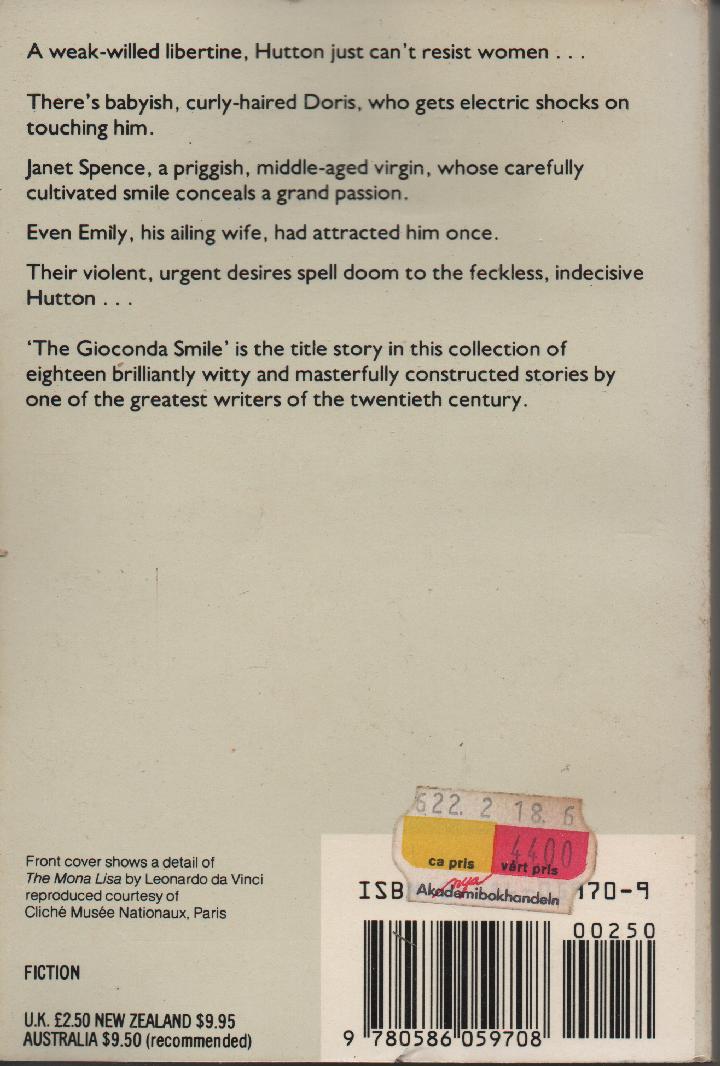 A weak-willed libertine, Hutton just can't resist women . . .
There's babyish, curly-haired Doris, who gets electric shocks on
touching him.
Janet Spence, a priggish, middle-aged virgin, whose carefully
cultivated smile conceals a grand passion.
Even Emily, his ailing wife, had attracted him once.
Their violent, urgent desires spell doom to the feckless, indecisive
Hutton . . .
'The Gioconda Smile' is the title story in this collection of
eighteen brilliantly witty and masterfully constructed stories by
one of the greatest writers of the twentieth century.
622. 2 18. 6
4400
ca pris vårt pris
nya
Akademibokhandeln
Front cover shows a detail of
The Mona Lisa by Leonardo da Vinci
reproduced courtesy of
Cliché Musée Nationaux, Paris
ISB 970-9
00250
FICTION
U.K. £2.50 NEW ZEALAND $9.95
AUSTRALIA $9.50 (recommended)
9 780586 059708